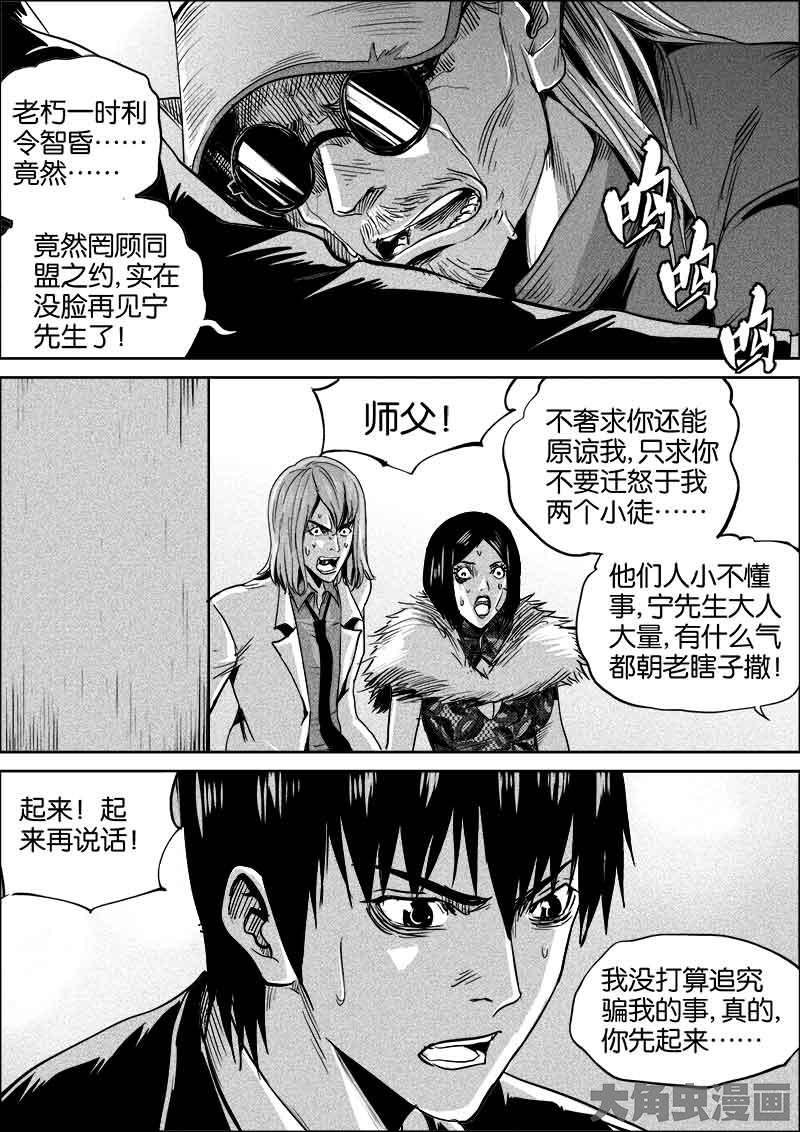 老朽一时利
令智昏……
竟然……
竟然罔顾同
盟之约,实在
没脸再见宁
先生了!
呜
呜
呜
师父!
不奢求你还能
原谅我,只求你
不要迁怒于我
两个小徒……
他们人小不懂
事,宁先生大人
大量,有什么气
都朝老瞎子撒!
起来!起
来再说话!
我没打算追究
骗我的事,真的,
你先起来……
大角虫漫画